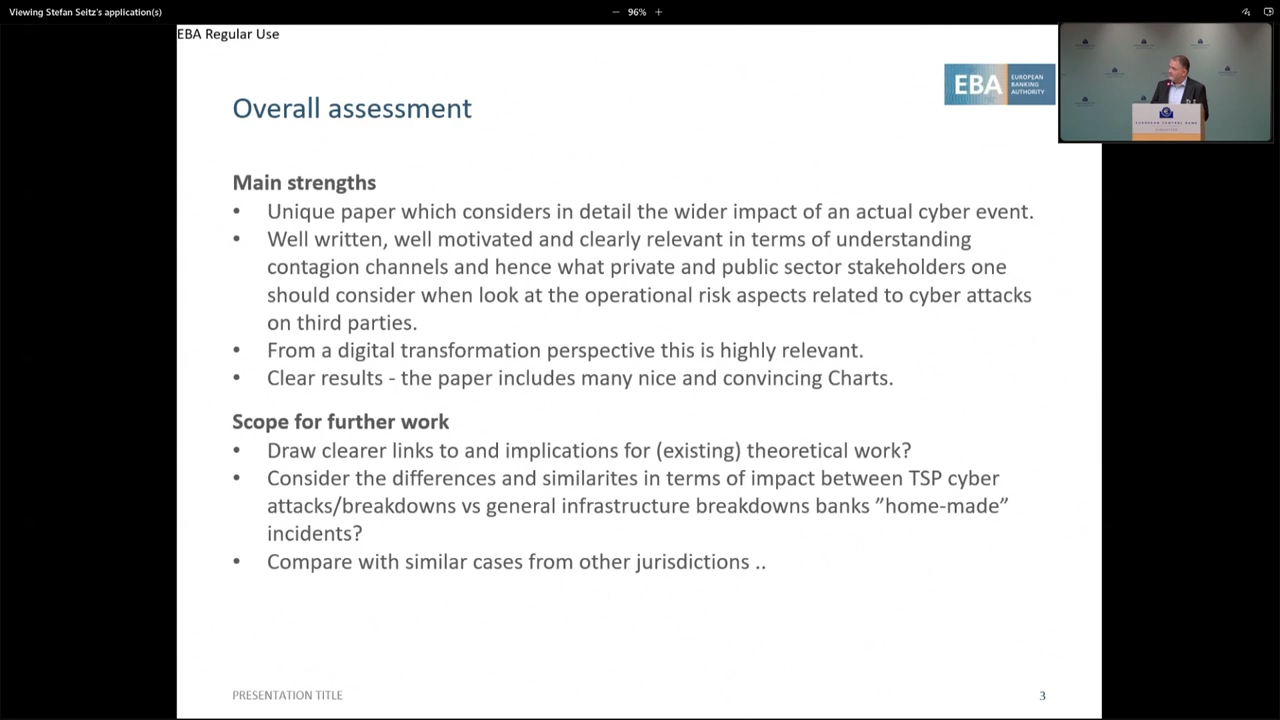 Viewing Stefan Seitz's application(s)
96%
EBA Regular Use
EBA EUROPEAN
BANKING
AUTHORITY
Overall assessment
Main strengths
• Unique paper which considers in detail the wider impact of an actual cyber event.
• Well written, well motivated and clearly relevant in terms of understanding
contagion channels and hence what private and public sector stakeholders one
should consider when look at the operational risk aspects related to cyber attacks
on third parties.
• From a digital transformation perspective this is highly relevant.
• Clear results - the paper includes many nice and convincing Charts.
Scope for further work
• Draw clearer links to and implications for (existing) theoretical work?
• Consider the differences and similarites in terms of impact between TSP cyber
attacks/breakdowns vs general infrastructure breakdowns banks ”home-made”
incidents?
• Compare with similar cases from other jurisdictions ..
PRESENTATION TITLE
3
EUROPEAN CENTRAL BANK